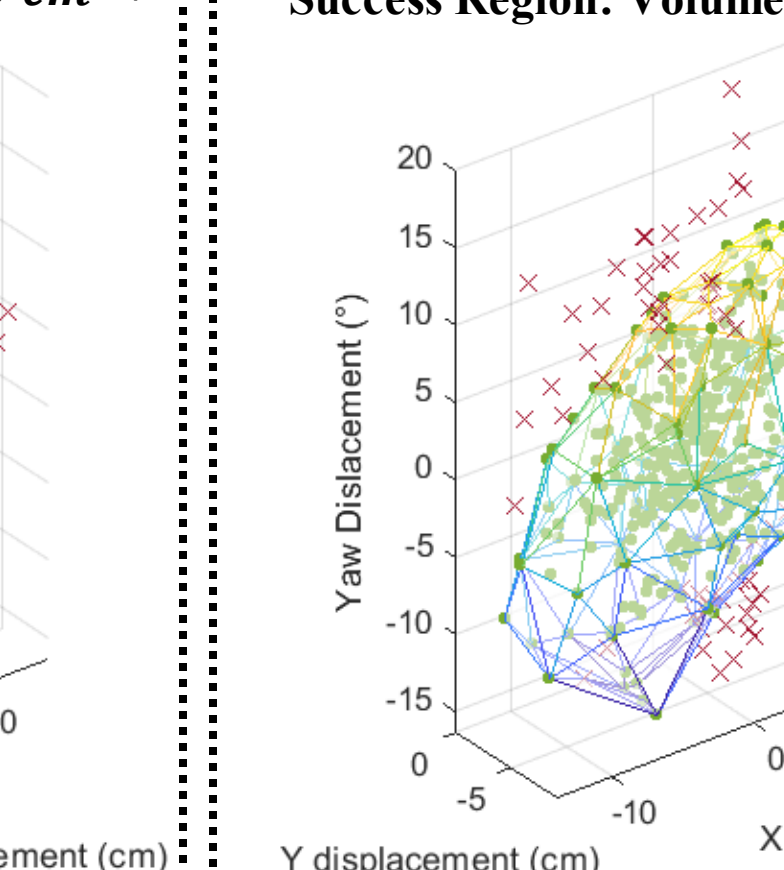 Success Region: Volume
20
15
10
5
0
-5
-10
-15
Yaw Dislacement (°)
0
-5
-10
0
0
X
ement (cm)
Y displacement (cm)